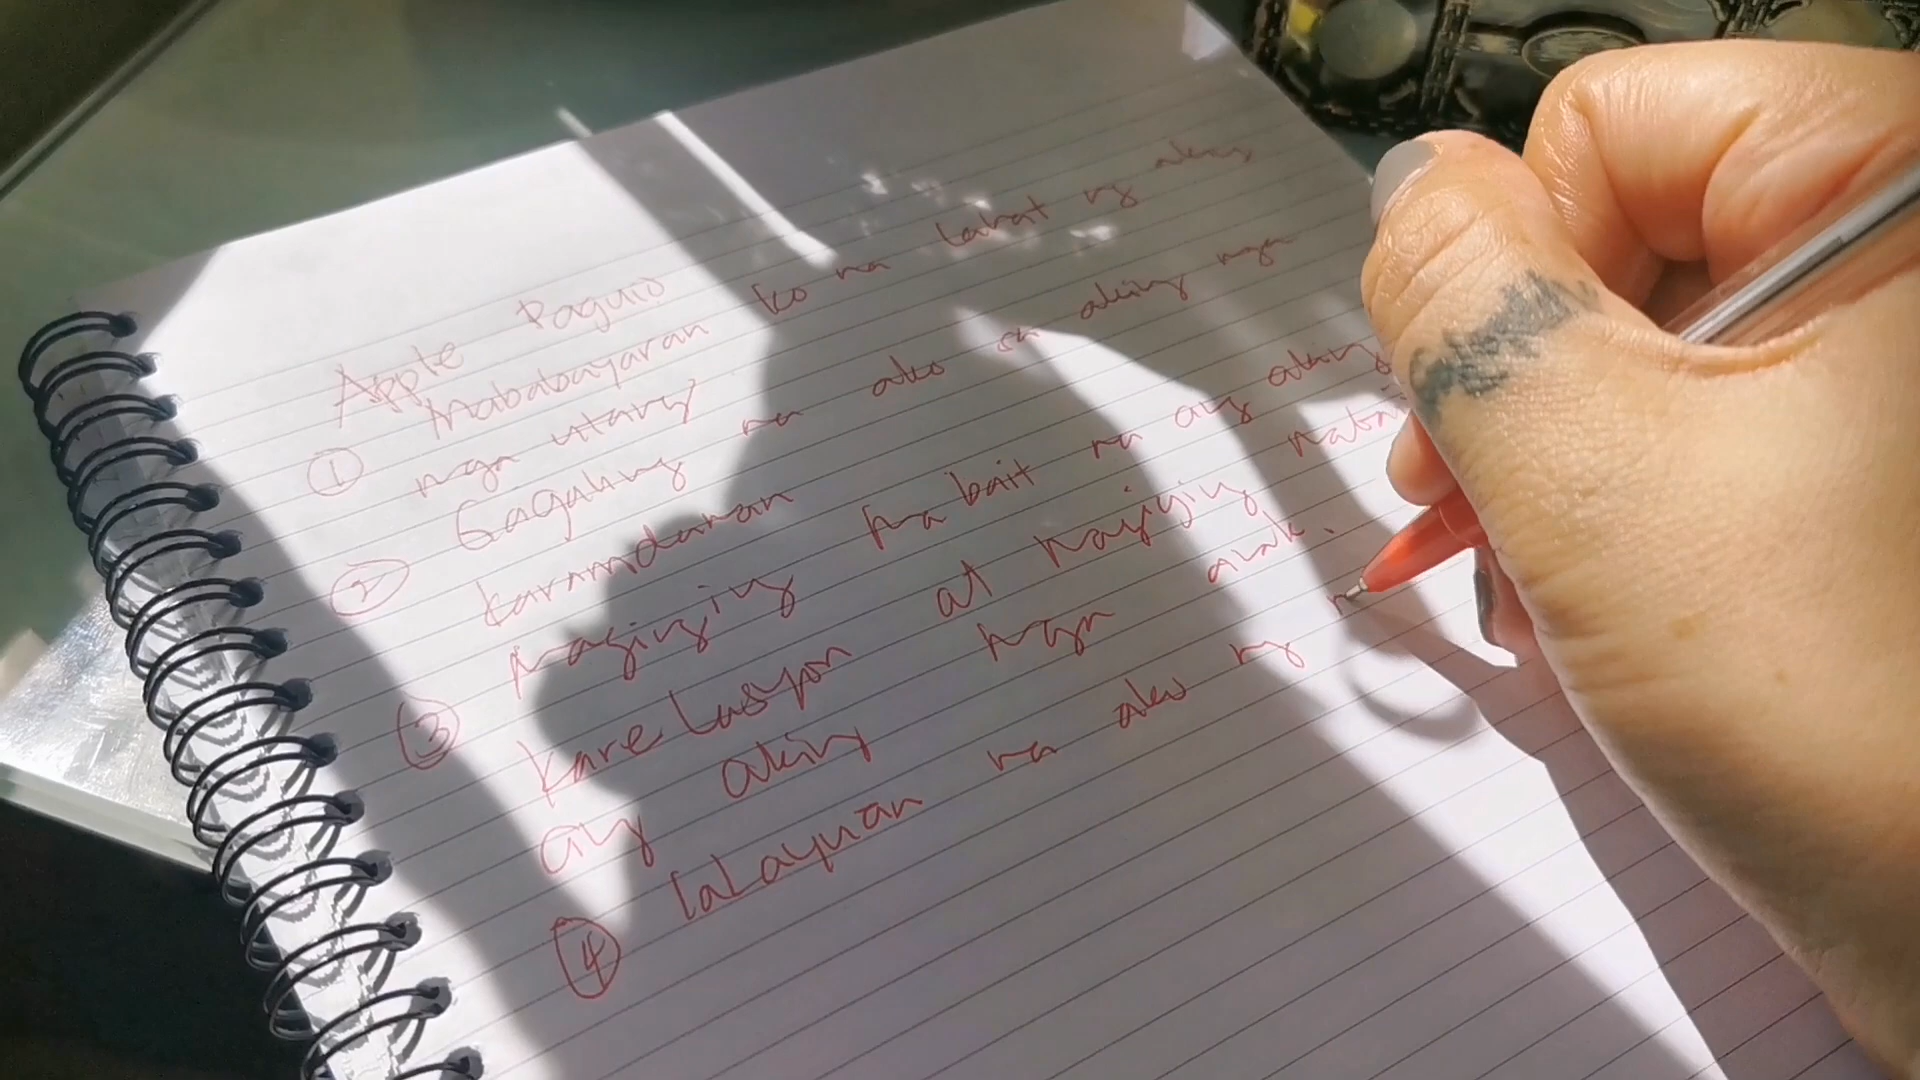 Apple Paguio
① Mababayaran ko na lahat ng aking
mga utang
② Gagaling na ako sa aking mga
karamdaman
③ magiging mabait na ang aking
karelasyon at magiging
ang aking mga anak.
④ lalayuan na ako ng